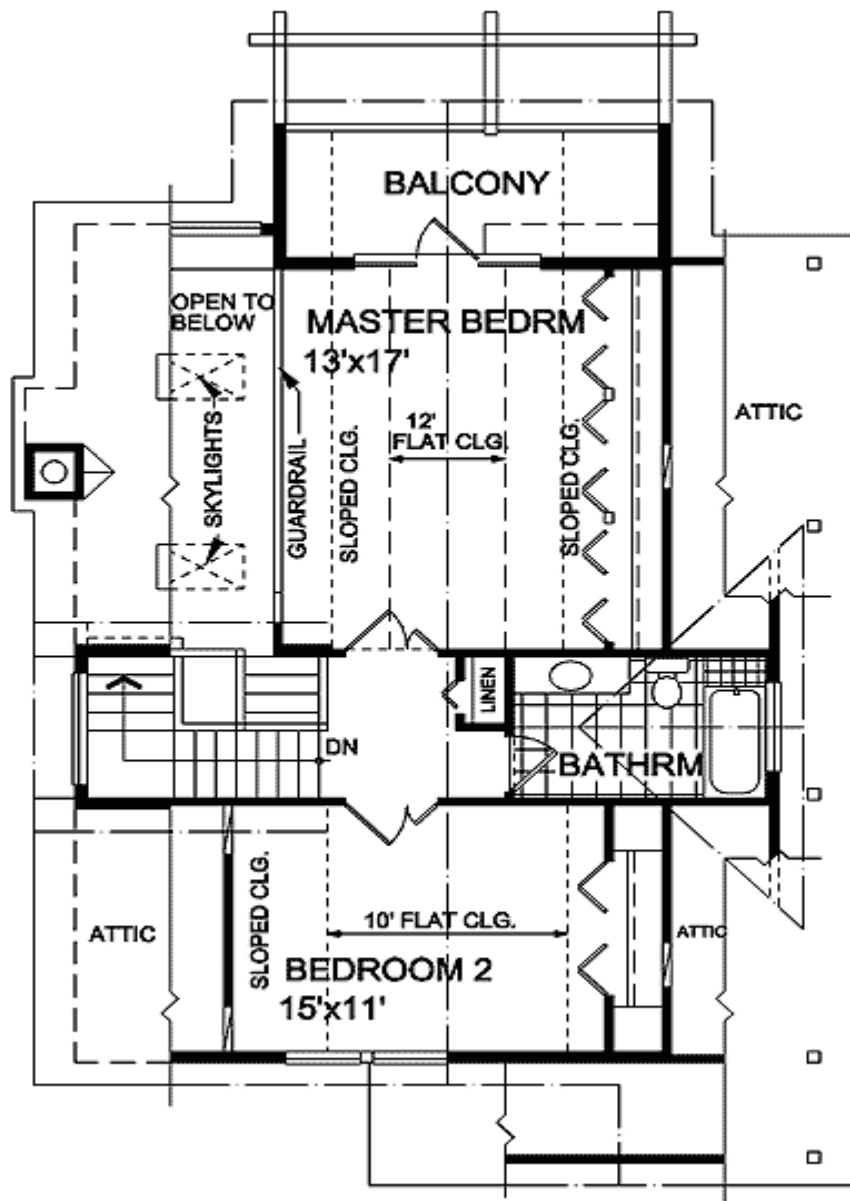 BALCONY
OPEN TO
BELOW
MASTER BEDRM
13'x17'
SKYLIGHTS
GUARDRAIL
SLOPED CLG.
12'
FLAT CLG.
SLOPED CLG.
ATTIC
LINEN
DN
BATHRM
SLOPED CLG.
10' FLAT CLG.
ATTIC
ATTIC
BEDROOM 2
15'x11'